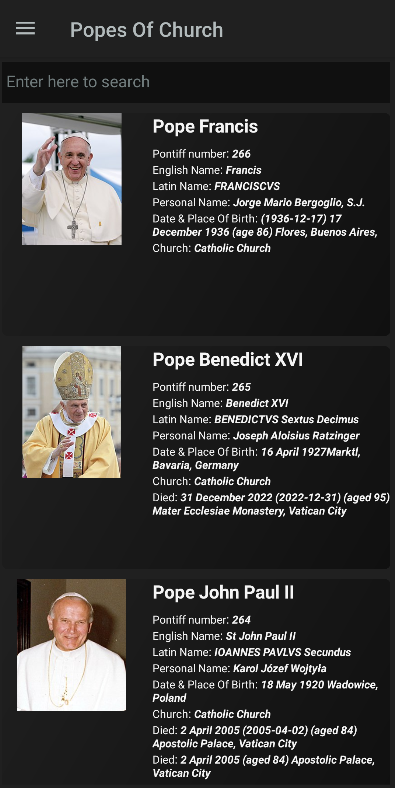 Popes Of Church
Enter here to search
Pope Francis
Pontiff number: 266
English Name: Francis
Latin Name: FRANCISCVS
Personal Name: Jorge Mario Bergoglio, S.J.
Date & Place Of Birth: (1936-12-17) 17
December 1936 (age 86) Flores, Buenos Aires,
Church: Catholic Church
Pope Benedict XVI
Pontiff number: 265
English Name: Benedict XVI
Latin Name: BENEDICTVS Sextus Decimus
Personal Name: Joseph Aloisius Ratzinger
Date & Place Of Birth: 16 April 1927Marktl,
Bavaria, Germany
Church: Catholic Church
Died: 31 December 2022 (2022-12-31) (aged 95)
Mater Ecclesiae Monastery, Vatican City
Pope John Paul II
Pontiff number: 264
English Name: St John Paul II
Latin Name: IOANNES PAVLVS Secundus
Personal Name: Karol Józef Wojtyła
Date & Place Of Birth: 18 May 1920 Wadowice,
Poland
Church: Catholic Church
Died: 2 April 2005 (2005-04-02) (aged 84)
Apostolic Palace, Vatican City
Died: 2 April 2005 (aged 84) Apostolic Palace,
Vatican City